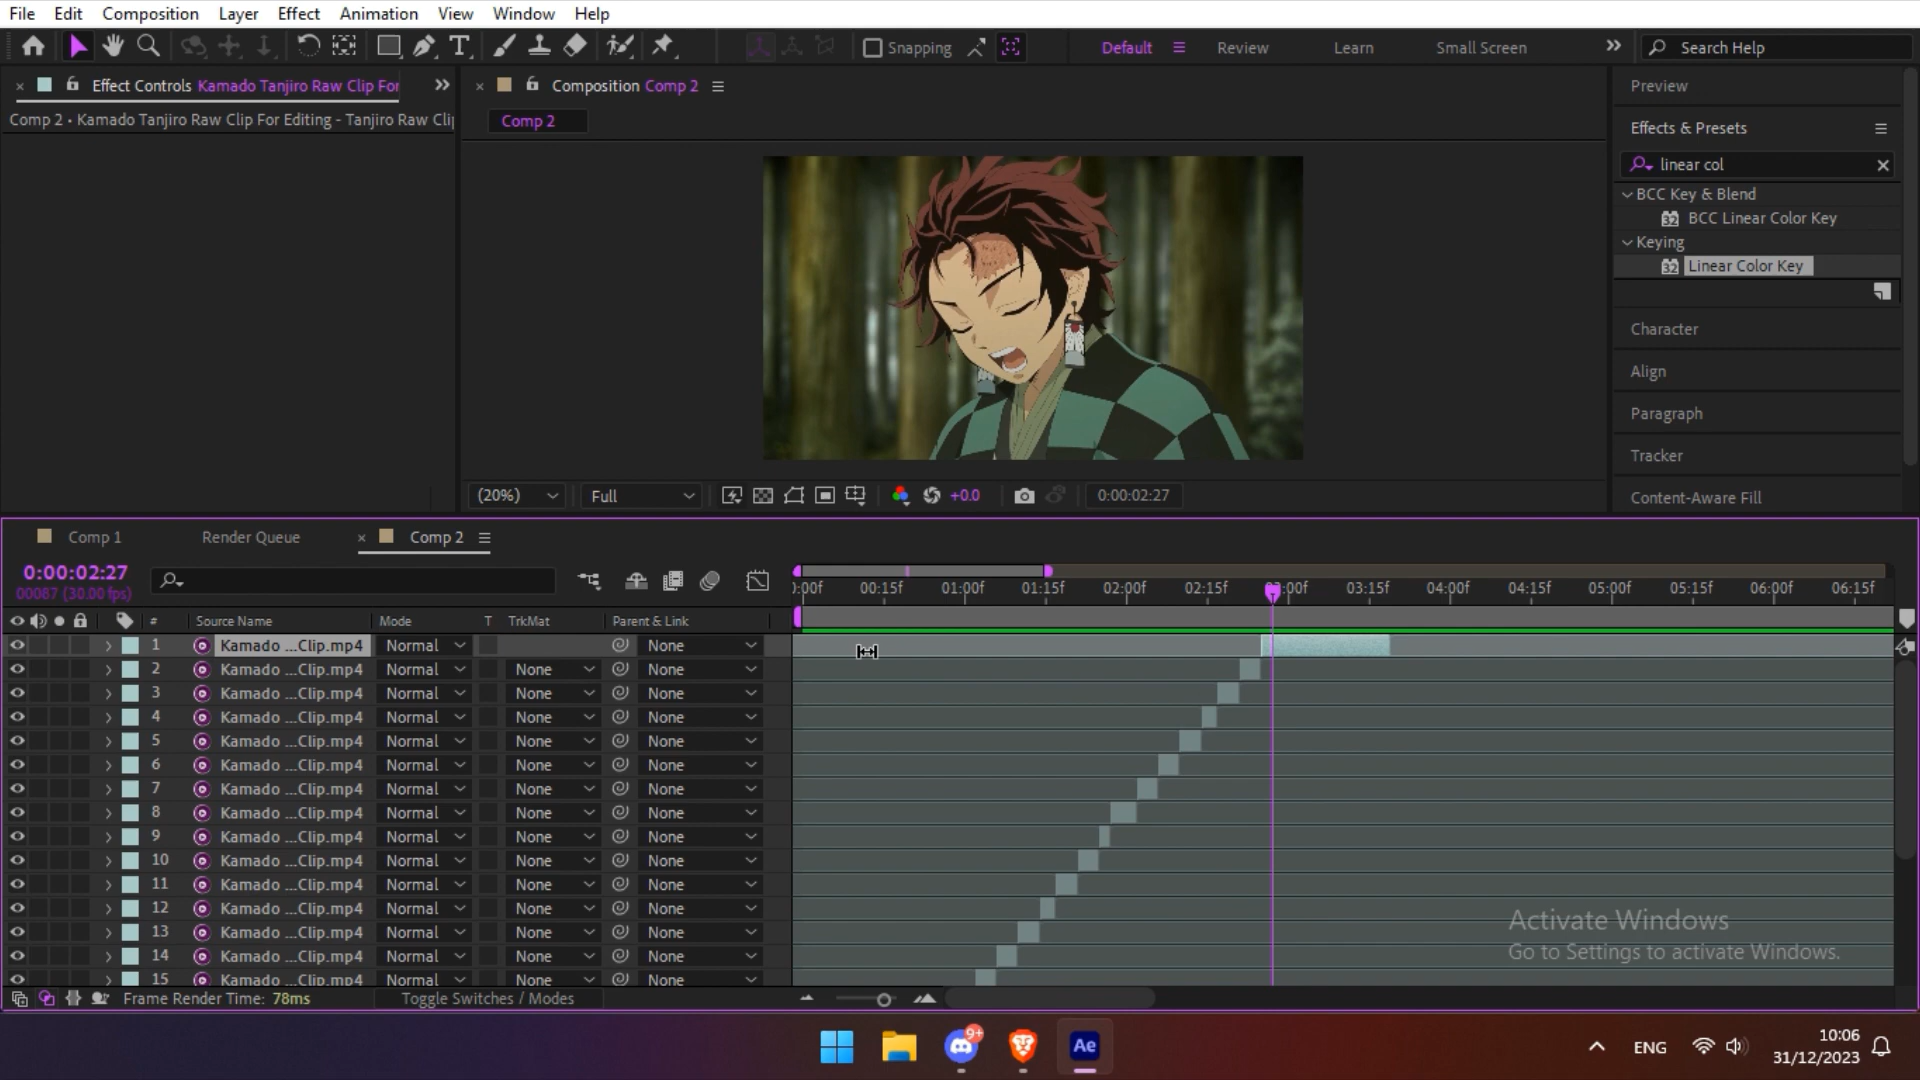 File Edit Composition Layer Effect Animation View Window Help
Snapping Default Review Learn Small Screen Search Help
Effect Controls Kamado Tanjiro Raw Clip For
Comp 2 • Kamado Tanjiro Raw Clip For Editing - Tanjiro Raw Cli
Composition Comp 2
Comp 2
(20%) Full +0.0 0:00:02:27
Preview
Effects & Presets
linear col
BCC Key & Blend
32 BCC Linear Color Key
Keying
32 Linear Color Key
Character
Align
Paragraph
Tracker
Content-Aware Fill
Comp 1 Render Queue Comp 2
0:00:02:27
00087 (30.00 fps)
):00f 00:15f 01:00f 01:15f 02:00f 02:15f 03:00f 03:15f 04:00f 04:15f 05:00f 05:15f 06:00f 06:15f
# Source Name Mode T TrkMat Parent & Link
1 Kamado ...Clip.mp4 Normal None
2 Kamado ...Clip.mp4 Normal None None
3 Kamado ...Clip.mp4 Normal None None
4 Kamado ...Clip.mp4 Normal None None
5 Kamado ...Clip.mp4 Normal None None
6 Kamado ...Clip.mp4 Normal None None
7 Kamado ...Clip.mp4 Normal None None
8 Kamado ...Clip.mp4 Normal None None
9 Kamado ...Clip.mp4 Normal None None
10 Kamado ...Clip.mp4 Normal None None
11 Kamado ...Clip.mp4 Normal None None
12 Kamado ...Clip.mp4 Normal None None
13 Kamado ...Clip.mp4 Normal None None
14 Kamado ...Clip.mp4 Normal None None
15 Kamado ...Clip.mp4 Normal None None
Frame Render Time: 78ms Toggle Switches / Modes
Activate Windows
Go to Settings to activate Windows.
9+
Ae
ENG
10:06
31/12/2023